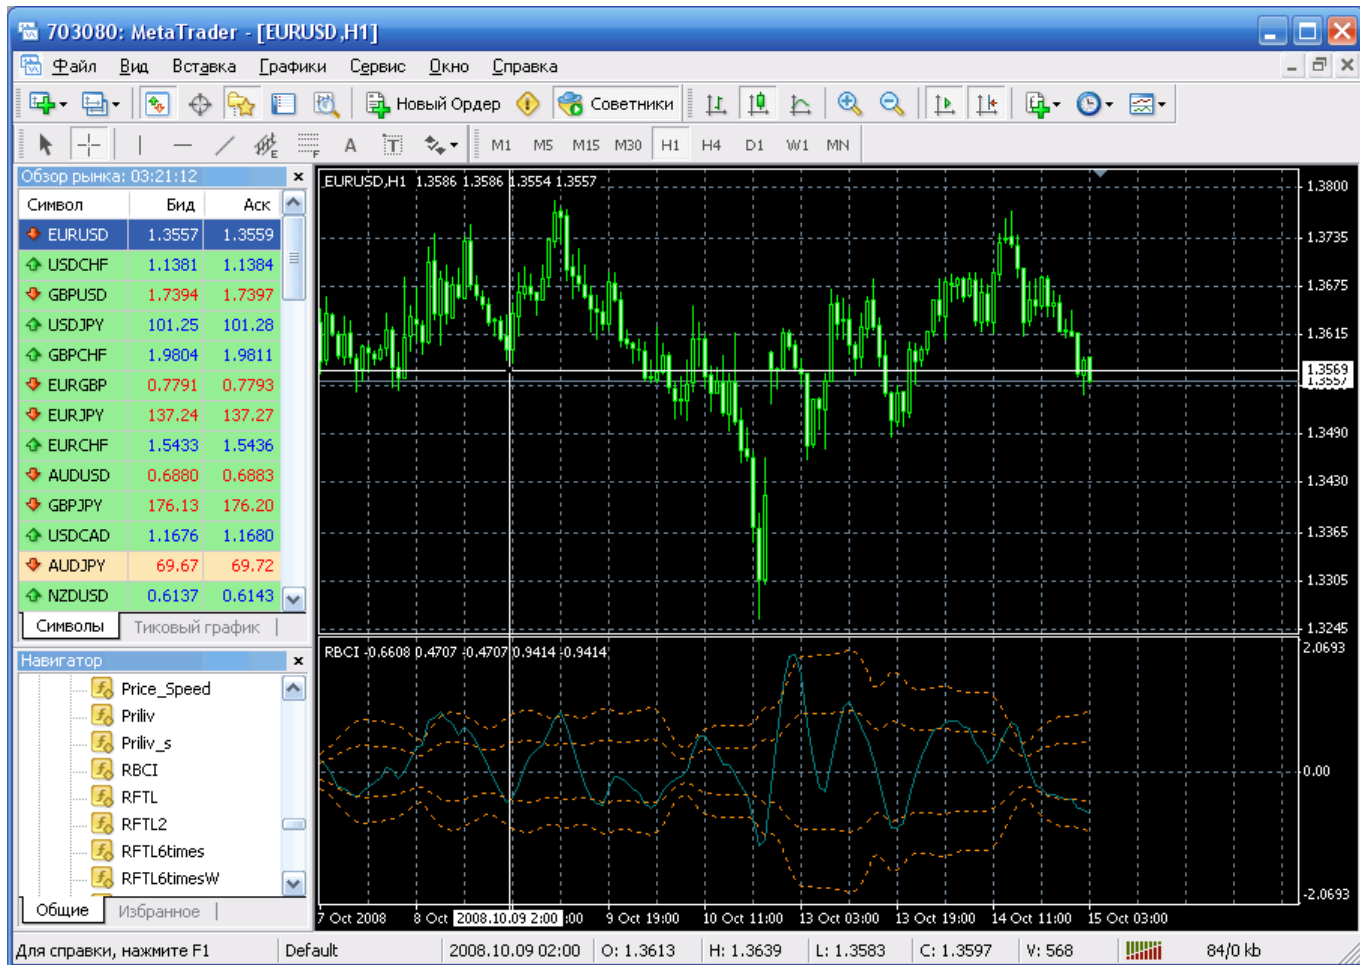 703080: MetaTrader - [EURUSD,H1]
Файл Вид Вставка Графики Сервис Окно Справка
Новый Ордер Советники
E F A T M1 M5 M15 M30 H1 H4 D1 W1 MN
Обзор рынка: 03:21:12
Символ Бид Аск
EURUSD 1.3557 1.3559
USDCHF 1.1381 1.1384
GBPUSD 1.7394 1.7397
USDJPY 101.25 101.28
GBPCHF 1.9804 1.9811
EURGBP 0.7791 0.7793
EURJPY 137.24 137.27
EURCHF 1.5433 1.5436
AUDUSD 0.6880 0.6883
GBPJPY 176.13 176.20
USDCAD 1.1676 1.1680
AUDJPY 69.67 69.72
NZDUSD 0.6137 0.6143
Символы Тиковый график
Навигатор
Price_Speed
Priliv
Priliv_s
RBCI
RFTL
RFTL2
RFTL6times
RFTL6timesW
Общие Избранное
EURUSD,H1 1.3586 1.3586 1.3554 1.3557
1.3800
1.3735
1.3675
1.3615
1.3569
1.3557
1.3490
1.3430
1.3365
1.3305
1.3245
RBCI -0.6608 0.4707 -0.4707 0.9414 -0.9414
2.0693
0.00
-2.0693
7 Oct 2008 8 Oct 2008.10.09 2:00 :00 9 Oct 19:00 10 Oct 11:00 13 Oct 03:00 13 Oct 19:00 14 Oct 11:00 15 Oct 03:00
Для справки, нажмите F1 Default 2008.10.09 02:00 O: 1.3613 H: 1.3639 L: 1.3583 C: 1.3597 V: 568 84/0 kb